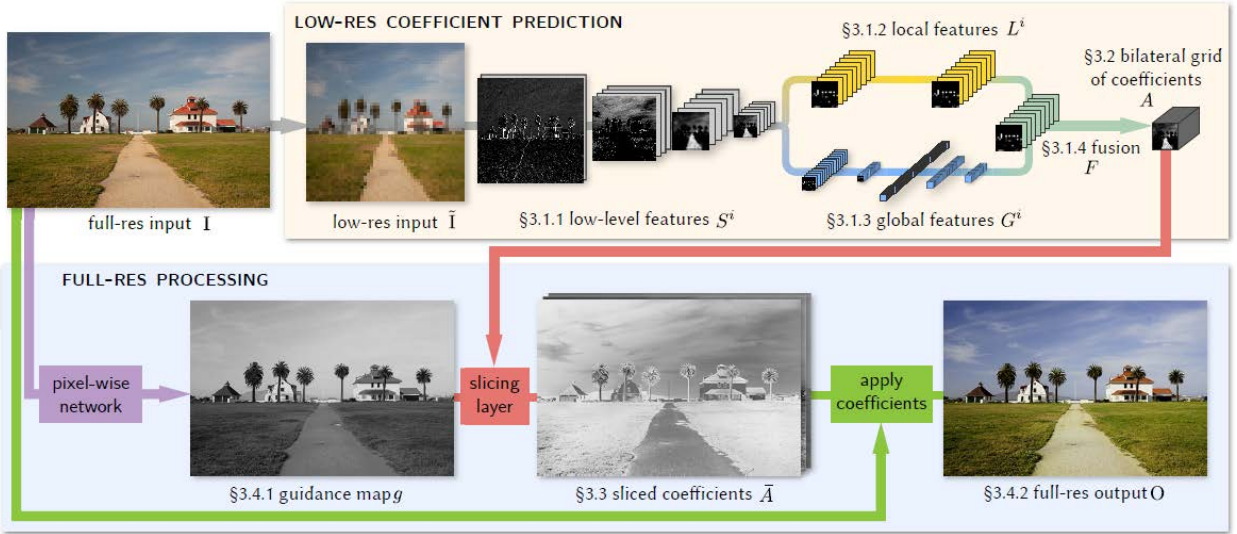 LOW-RES COEFFICIENT PREDICTION
§3.1.2 local features Lⁱ
§3.2 bilateral grid
of coefficients
A
§3.1.4 fusion
F
full-res input I
low-res input Ĩ
§3.1.1 low-level features Sⁱ
§3.1.3 global features Gⁱ
FULL-RES PROCESSING
pixel-wise
network
slicing
layer
apply
coefficients
§3.4.1 guidance map g
§3.3 sliced coefficients Ā
§3.4.2 full-res output O